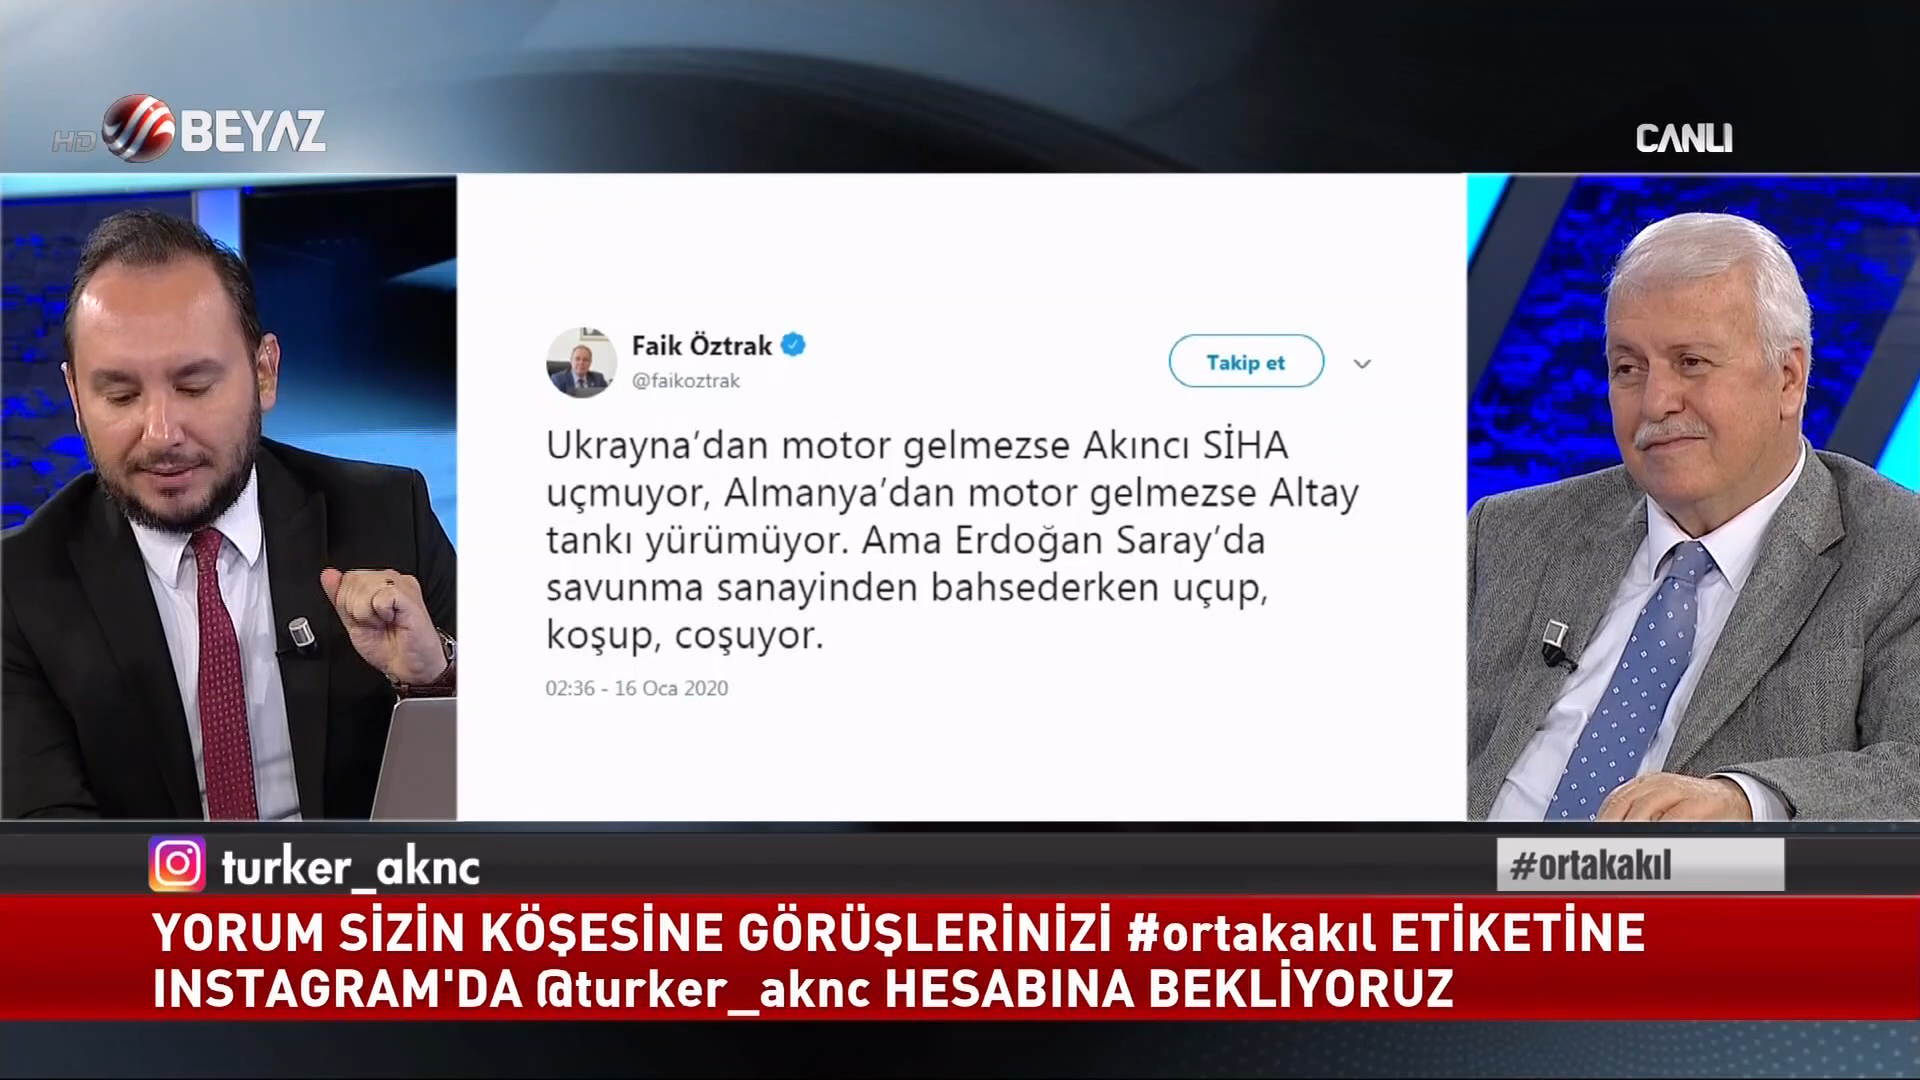 HD BEYAZ
CANLI
Faik Öztrak
@faikoztrak
Takip et
Ukrayna’dan motor gelmezse Akıncı SİHA
uçmuyor, Almanya’dan motor gelmezse Altay
tankı yürümüyor. Ama Erdoğan Saray’da
savunma sanayinden bahsederken uçup,
koşup, coşuyor.
02:36 - 16 Oca 2020
turker_aknc
#ortakakıl
YORUM SİZİN KÖŞESİNE GÖRÜŞLERİNİZİ #ortakakıl ETİKETİNE
INSTAGRAM'DA @turker_aknc HESABINA BEKLİYORUZ